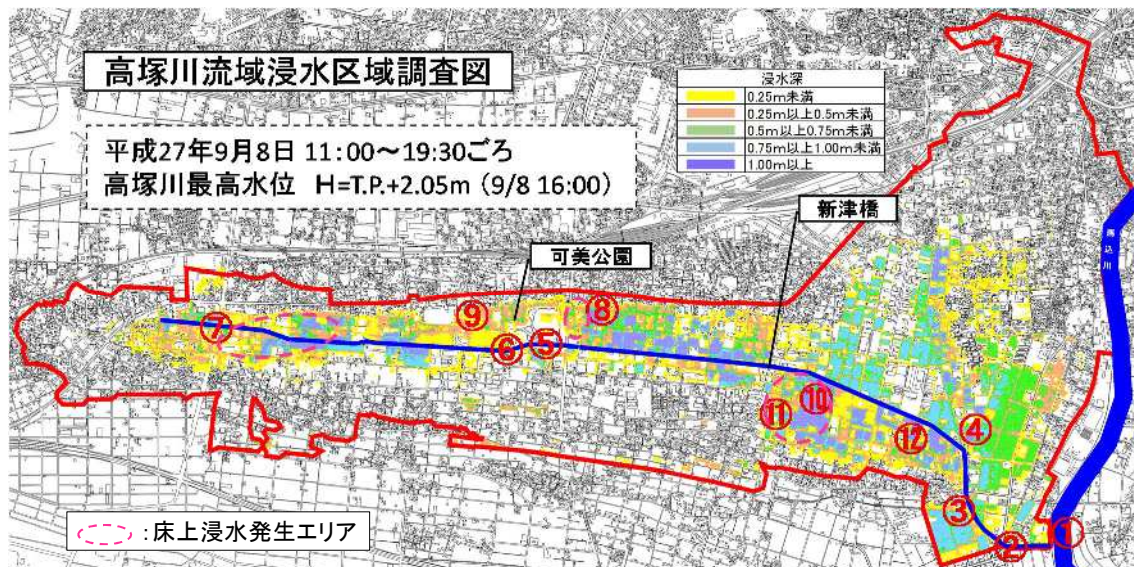 高塚川流域浸水区域調査図
平成27年9月8日 11:00～19:30ごろ
高塚川最高水位 H=T.P.+2.05m (9/8 16:00)
浸水深
0.25m未満
0.25m以上0.5m未満
0.5m以上0.75m未満
0.75m以上1.00m未満
1.00m以上
新津橋
可美公園
馬込川
⑨
⑧
⑦
⑥
⑤
⑩
⑪
⑫
④
③
②
①
:床上浸水発生エリア